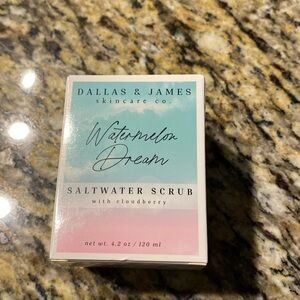 DALLAS & JAMES
skincare co.
Watermelon
Dream
SALTWATER SCRUB
with cloudberry
net wt. 4.2 oz / 120 ml